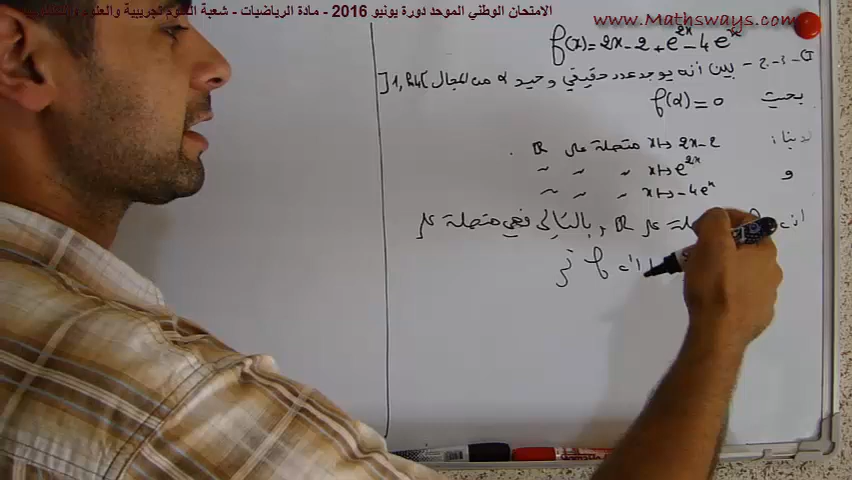 الامتحان الوطني الموحد دورة يونيو 2016 - مادة الرياضيات - شعبة العلوم تجريبية والعلوم
www.Mathsways.com
f(x)=2x-2+e^{2x}-4e^{x}
بين أنه يوجد عدد حقيقي وحيد α من المجال ]1, ln4[
بحيث f(α)=0
لدينا: x↦2x-2 متصلة على ℝ.
و x↦e^{2x} " " "
x↦-4e^{x} " " "
إذن على ℝ وبالتالي فهي متصلة على
أن f